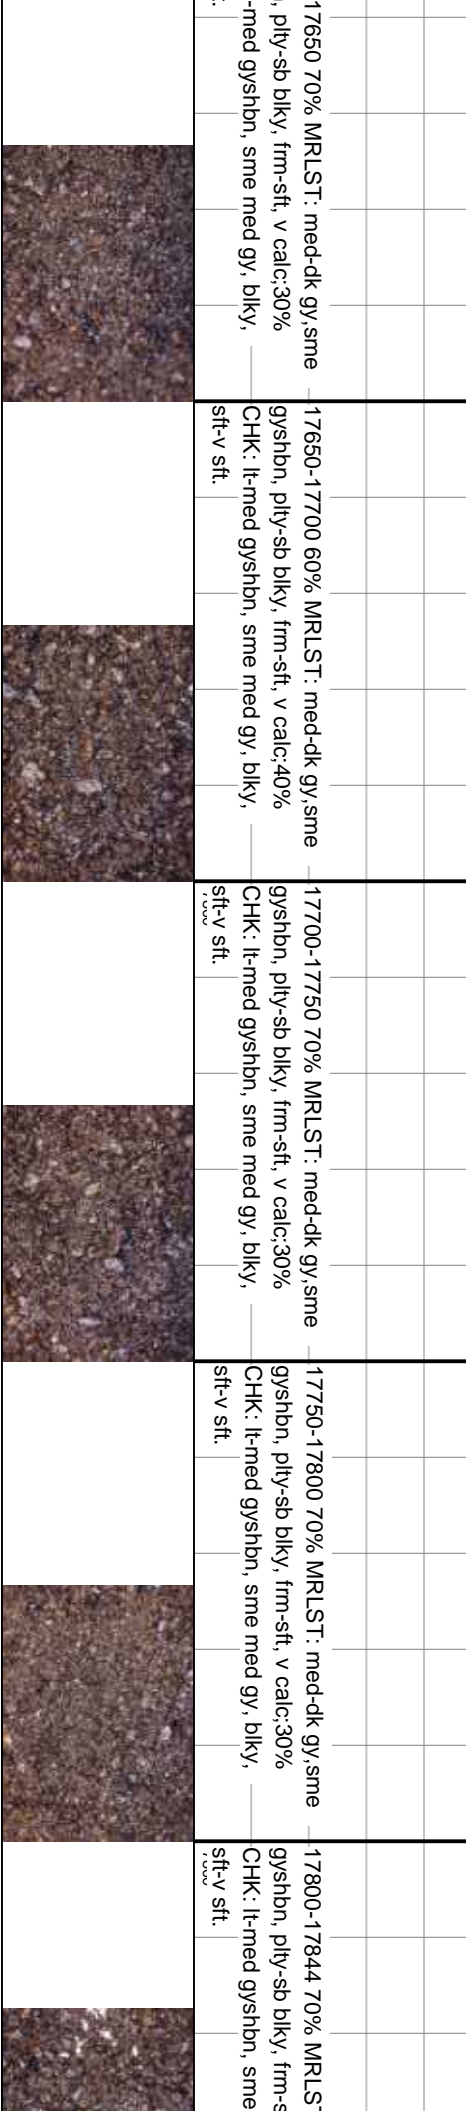 17650 70% MRLST: med-dk gy,sme
, plty-sb blky, frm-sft, v calc;30%
-med gyshbn, sme med gy, blky,
17650-17700 60% MRLST: med-dk gy,sme
gyshbn, plty-sb blky, frm-sft, v calc;40%
CHK: lt-med gyshbn, sme med gy, blky,
sft-v sft.
17700-17750 70% MRLST: med-dk gy,sme
gyshbn, plty-sb blky, frm-sft, v calc;30%
CHK: lt-med gyshbn, sme med gy, blky,
sft-v sft.
17750-17800 70% MRLST: med-dk gy,sme
gyshbn, plty-sb blky, frm-sft, v calc;30%
CHK: lt-med gyshbn, sme med gy, blky,
sft-v sft.
17800-17844 70% MRLST
gyshbn, plty-sb blky, frm-s
CHK: lt-med gyshbn, sme
sft-v sft.